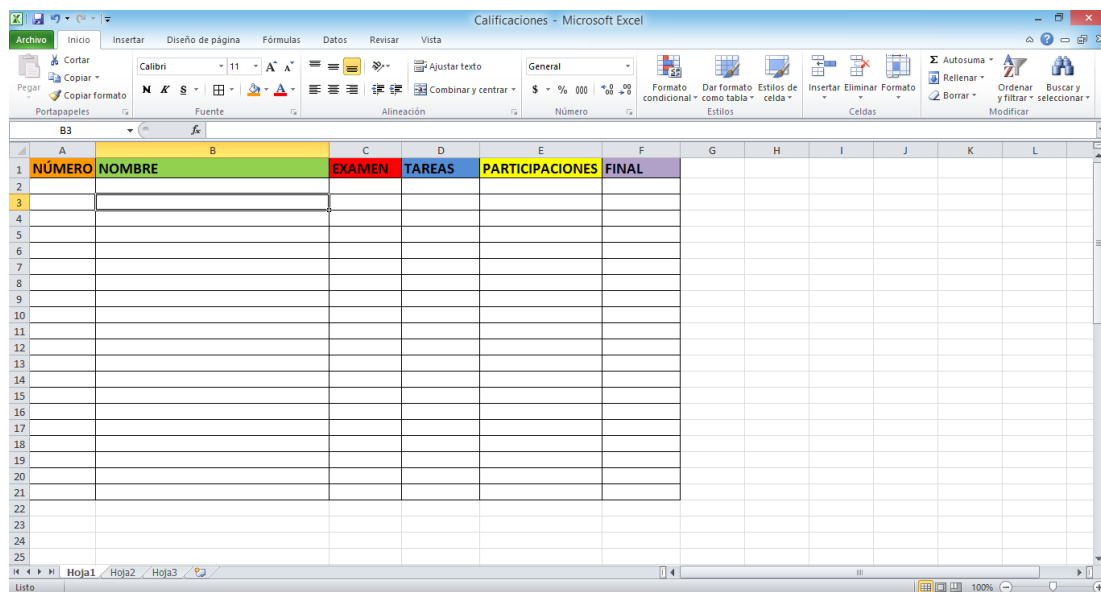 Calificaciones - Microsoft Excel
Archivo Inicio Insertar Diseño de página Fórmulas Datos Revisar Vista
Pegar
Cortar
Copiar
Copiar formato
Portapapeles
Calibri 11 A A
N K S A
Fuente
Ajustar texto
Combinar y centrar
Alineación
General
$ % 000
Número
Formato condicional
Dar formato como tabla
Estilos de celda
Estilos
Insertar Eliminar Formato
Celdas
Σ Autosuma
Rellenar
Borrar
Ordenar y filtrar
Buscar y seleccionar
Modificar
B3 fx
A B C D E F G H I J K L
1 NÚMERO NOMBRE EXAMEN TAREAS PARTICIPACIONES FINAL
2
3
4
5
6
7
8
9
10
11
12
13
14
15
16
17
18
19
20
21
22
23
24
25
Hoja1 Hoja2 Hoja3
Listo 100%